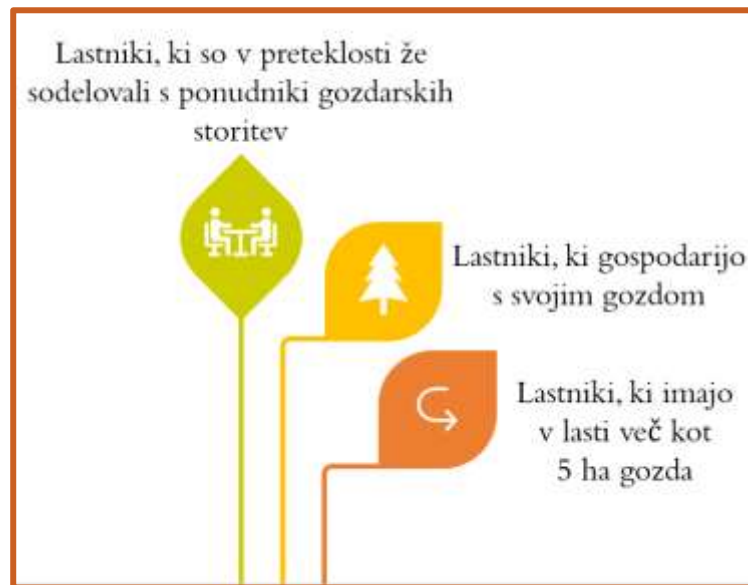 Lastniki, ki so v preteklosti že
sodelovali s ponudniki gozdarskih
storitev
Lastniki, ki gospodarijo
s svojim gozdom
Lastniki, ki imajo
v lasti več kot
5 ha gozda